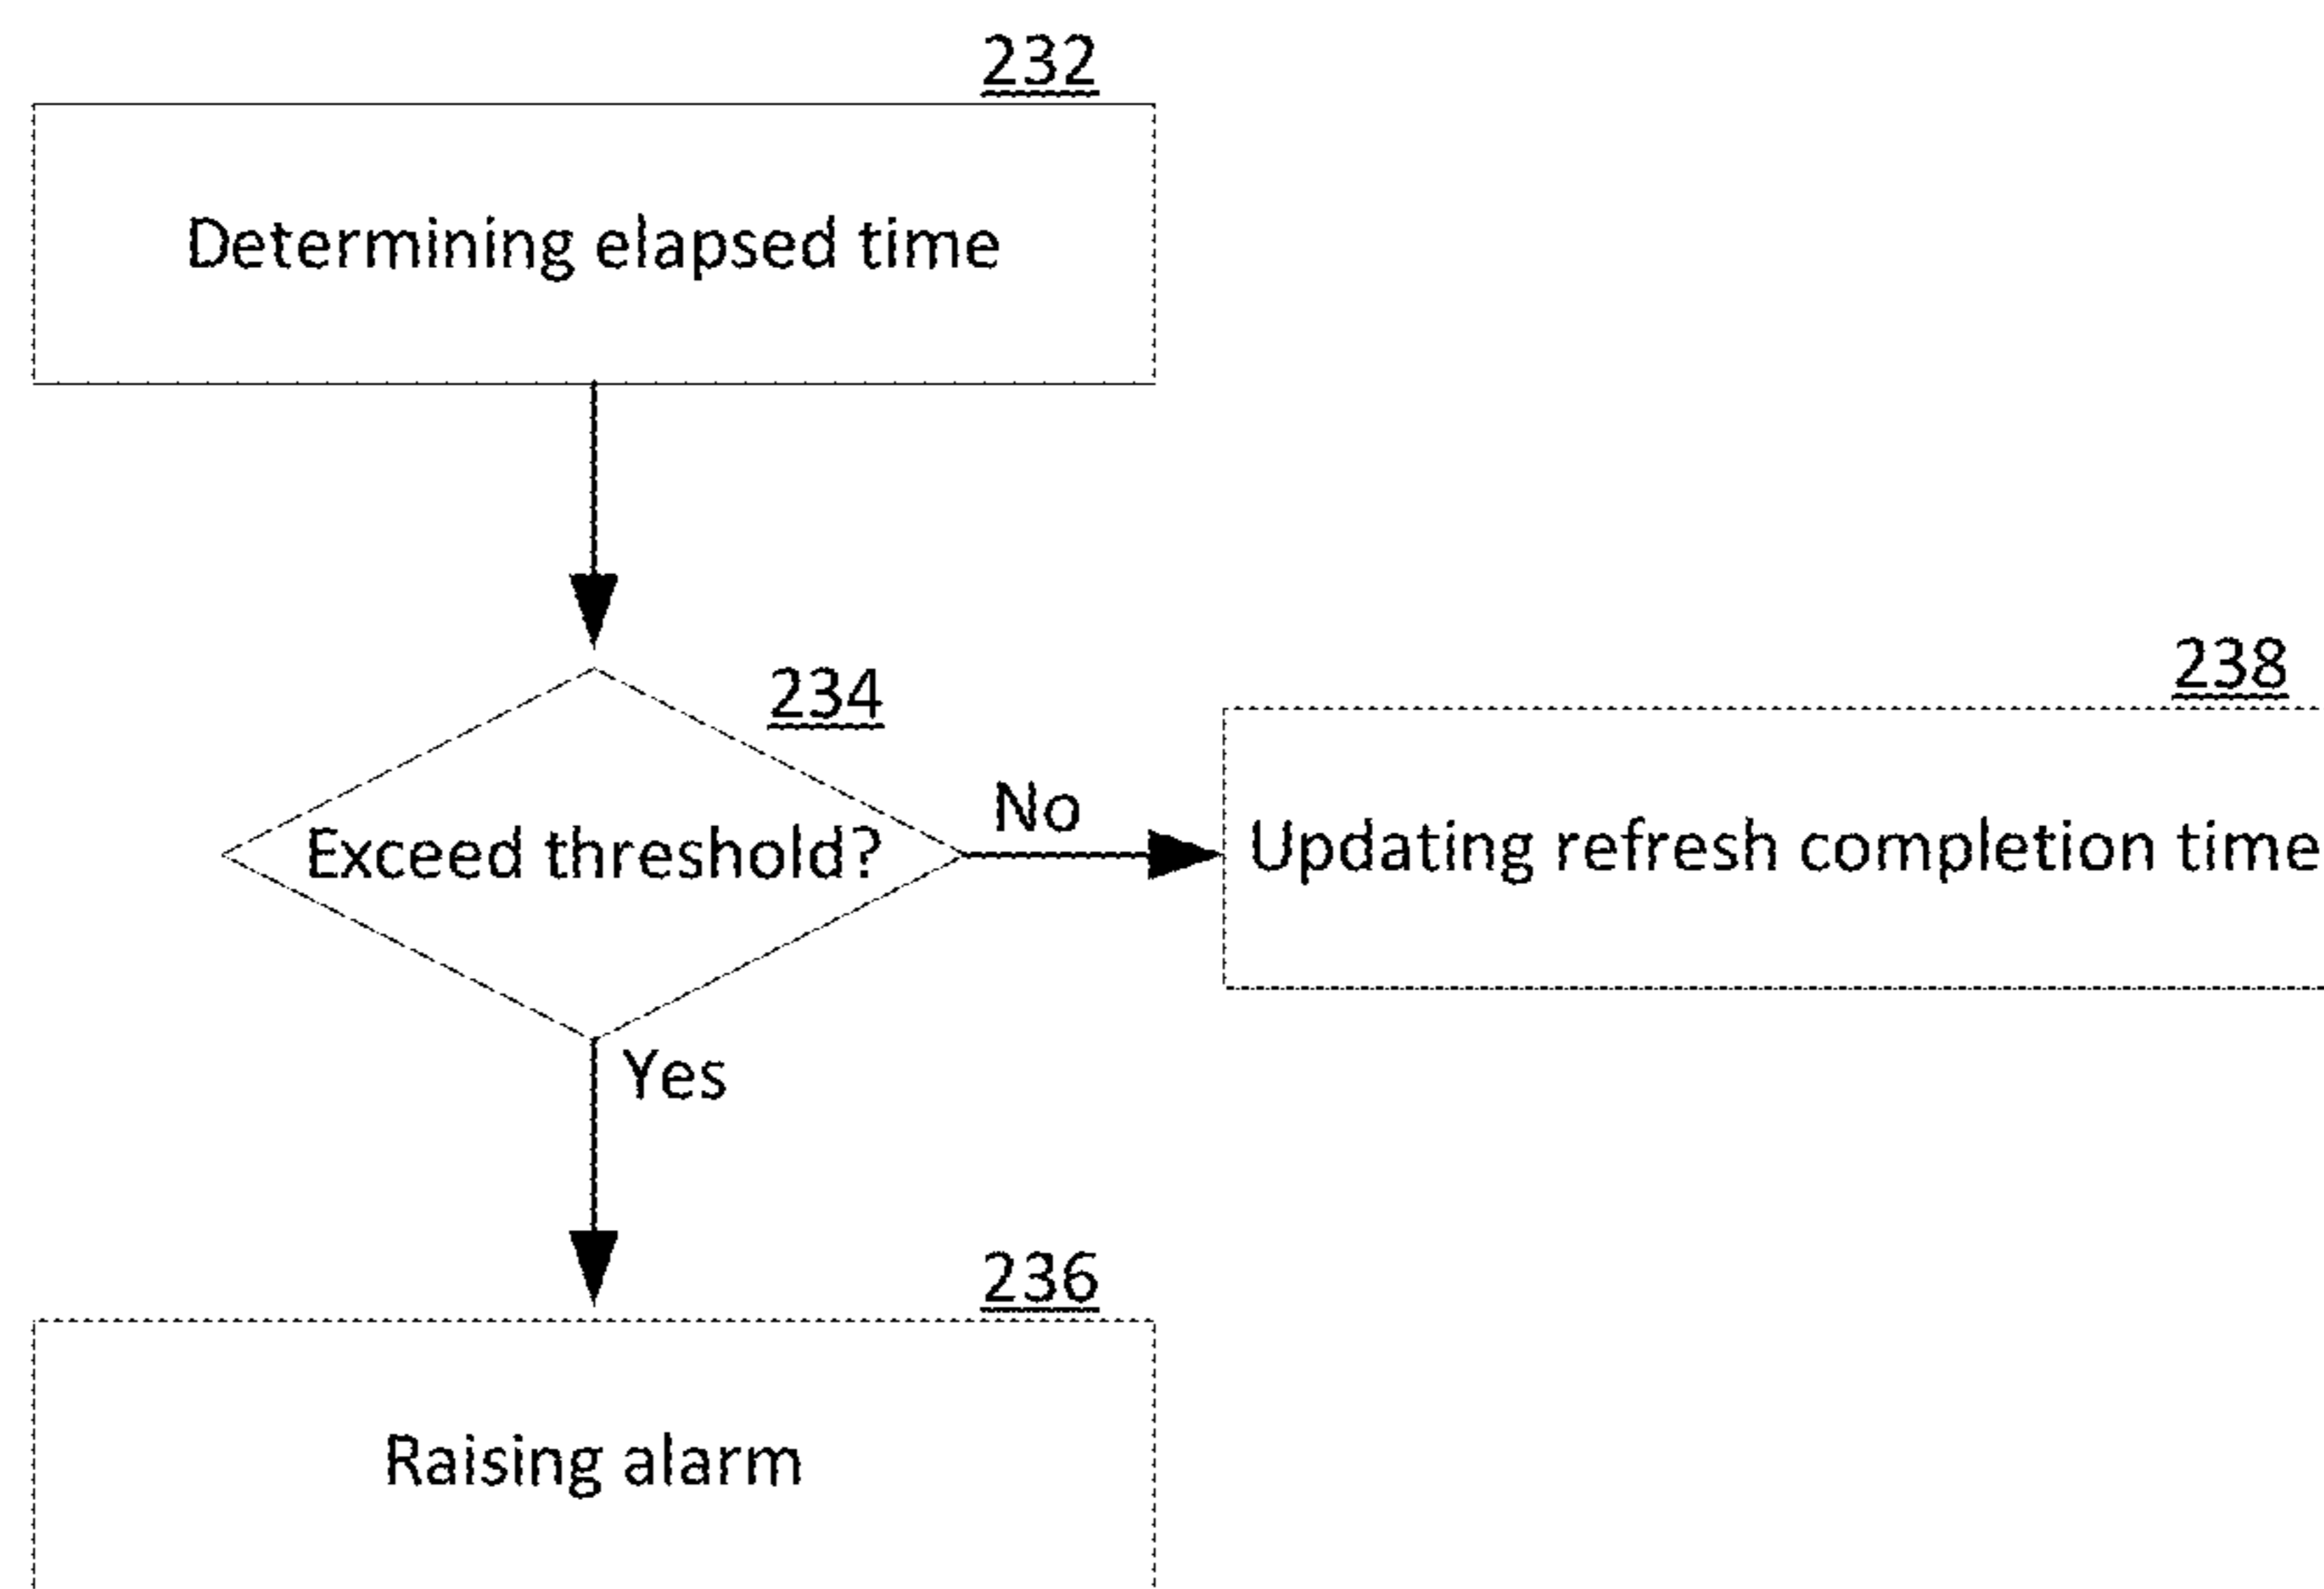 232
Determining elapsed time
234
Exceed threshold?
No
238
Updating refresh completion time
Yes
236
Raising alarm